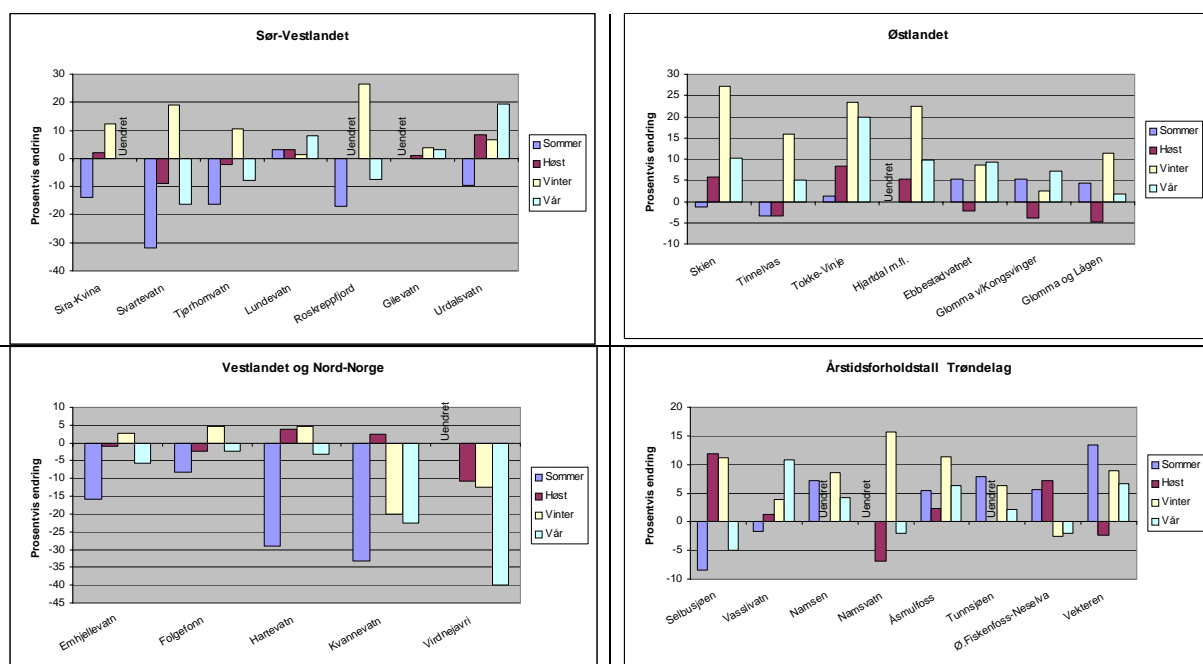 Sør-Vestlandet
Prosentvis endring
30
20
10
0
-10
-20
-30
-40
Uendret
Uendret
Uendret
Sira-Kvina
Svartevatn
Tjørhomvatn
Lundevatn
Roskreppfjord
Gilevatn
Urdalsvatn
Sommer
Høst
Vinter
Vår
Østlandet
Prosentvis endring
30
25
20
15
10
5
0
-5
-10
Uendret
Skien
Tinnelvas
Tokke-Vinje
Hjartdal m.fl.
Ebbestadvatnet
Glomma v/Kongsvinger
Glomma og Lågen
Sommer
Høst
Vinter
Vår
Vestlandet og Nord-Norge
Prosentvis endring
10
5
0
-5
-10
-15
-20
-25
-30
-35
-40
-45
Uendret
Emhjellevatn
Folgefonn
Hartevatn
Kvannevatn
Virdnejavri
Sommer
Høst
Vinter
Vår
Årstidsforholdstall Trøndelag
Prosentvis endring
20
15
10
5
0
-5
-10
Uendret
Uendret
Uendret
Selbusjøen
Vasslivatn
Namsen
Namsvatn
Åsmulfoss
Tunnsjøen
Ø.Fiskenfoss-Neselva
Vekteren
Sommer
Høst
Vinter
Vår